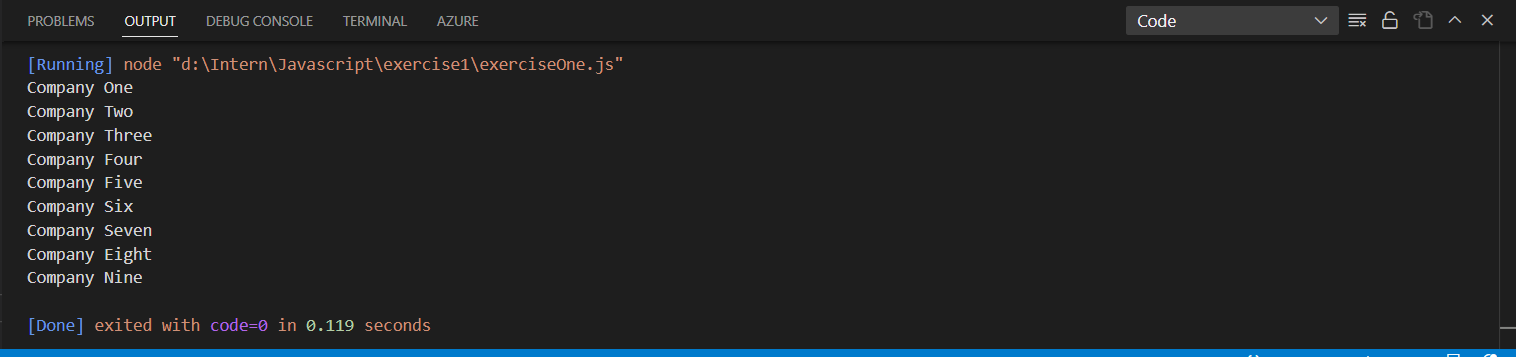 PROBLEMS OUTPUT DEBUG CONSOLE TERMINAL AZURE Code
[Running] node "d:\Intern\Javascript\exercise1\exerciseOne.js"
Company One
Company Two
Company Three
Company Four
Company Five
Company Six
Company Seven
Company Eight
Company Nine
[Done] exited with code=0 in 0.119 seconds